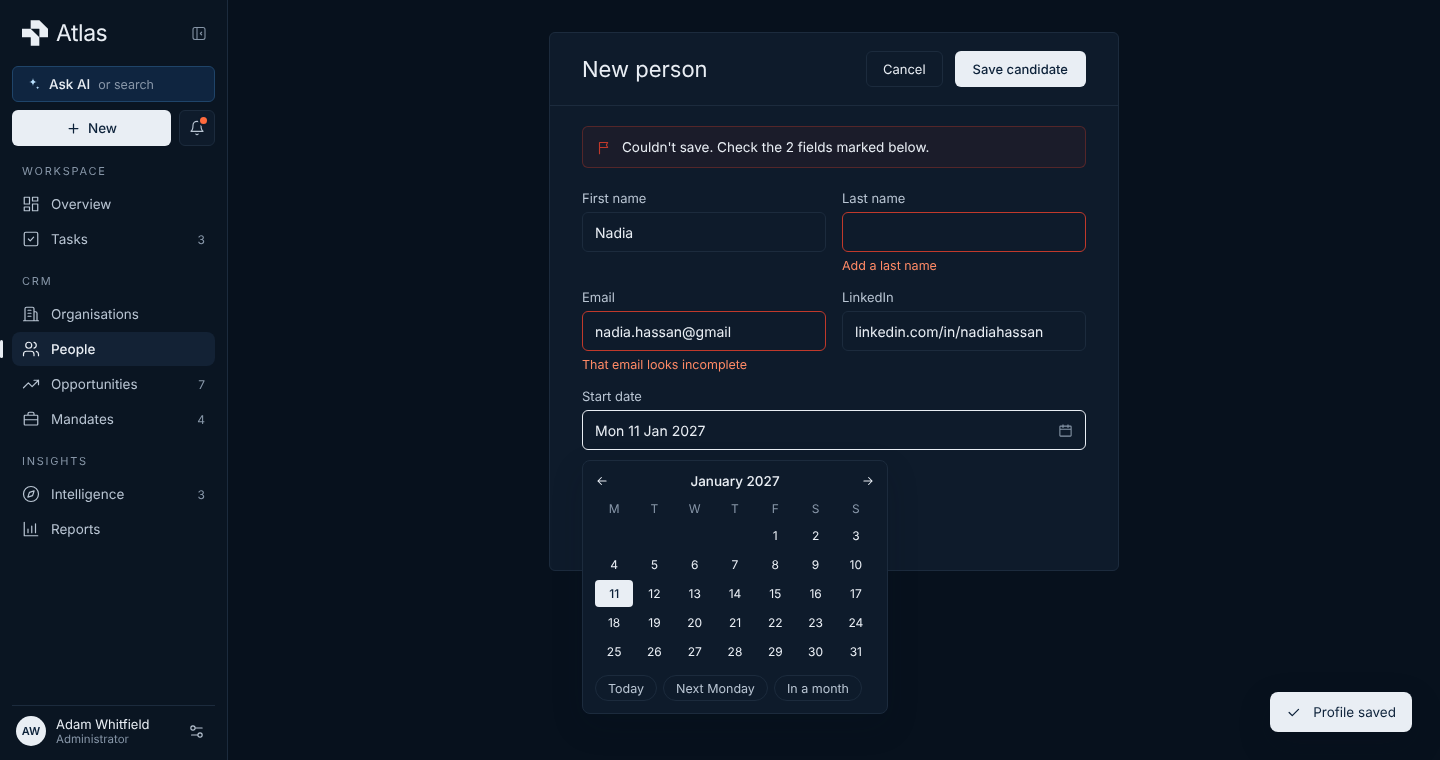 Atlas
Ask AI or search
New
WORKSPACE
Overview
Tasks 3
CRM
Organisations
People
Opportunities 7
Mandates 4
INSIGHTS
Intelligence 3
Reports
AW
Adam Whitfield
Administrator
New person
Cancel
Save candidate
Couldn't save. Check the 2 fields marked below.
First name
Nadia
Last name
Add a last name
Email
nadia.hassan@gmail
That email looks incomplete
LinkedIn
linkedin.com/in/nadiahassan
Start date
Mon 11 Jan 2027
January 2027
M T W T F S S
1 2 3
4 5 6 7 8 9 10
11 12 13 14 15 16 17
18 19 20 21 22 23 24
25 26 27 28 29 30 31
Today Next Monday In a month
Profile saved